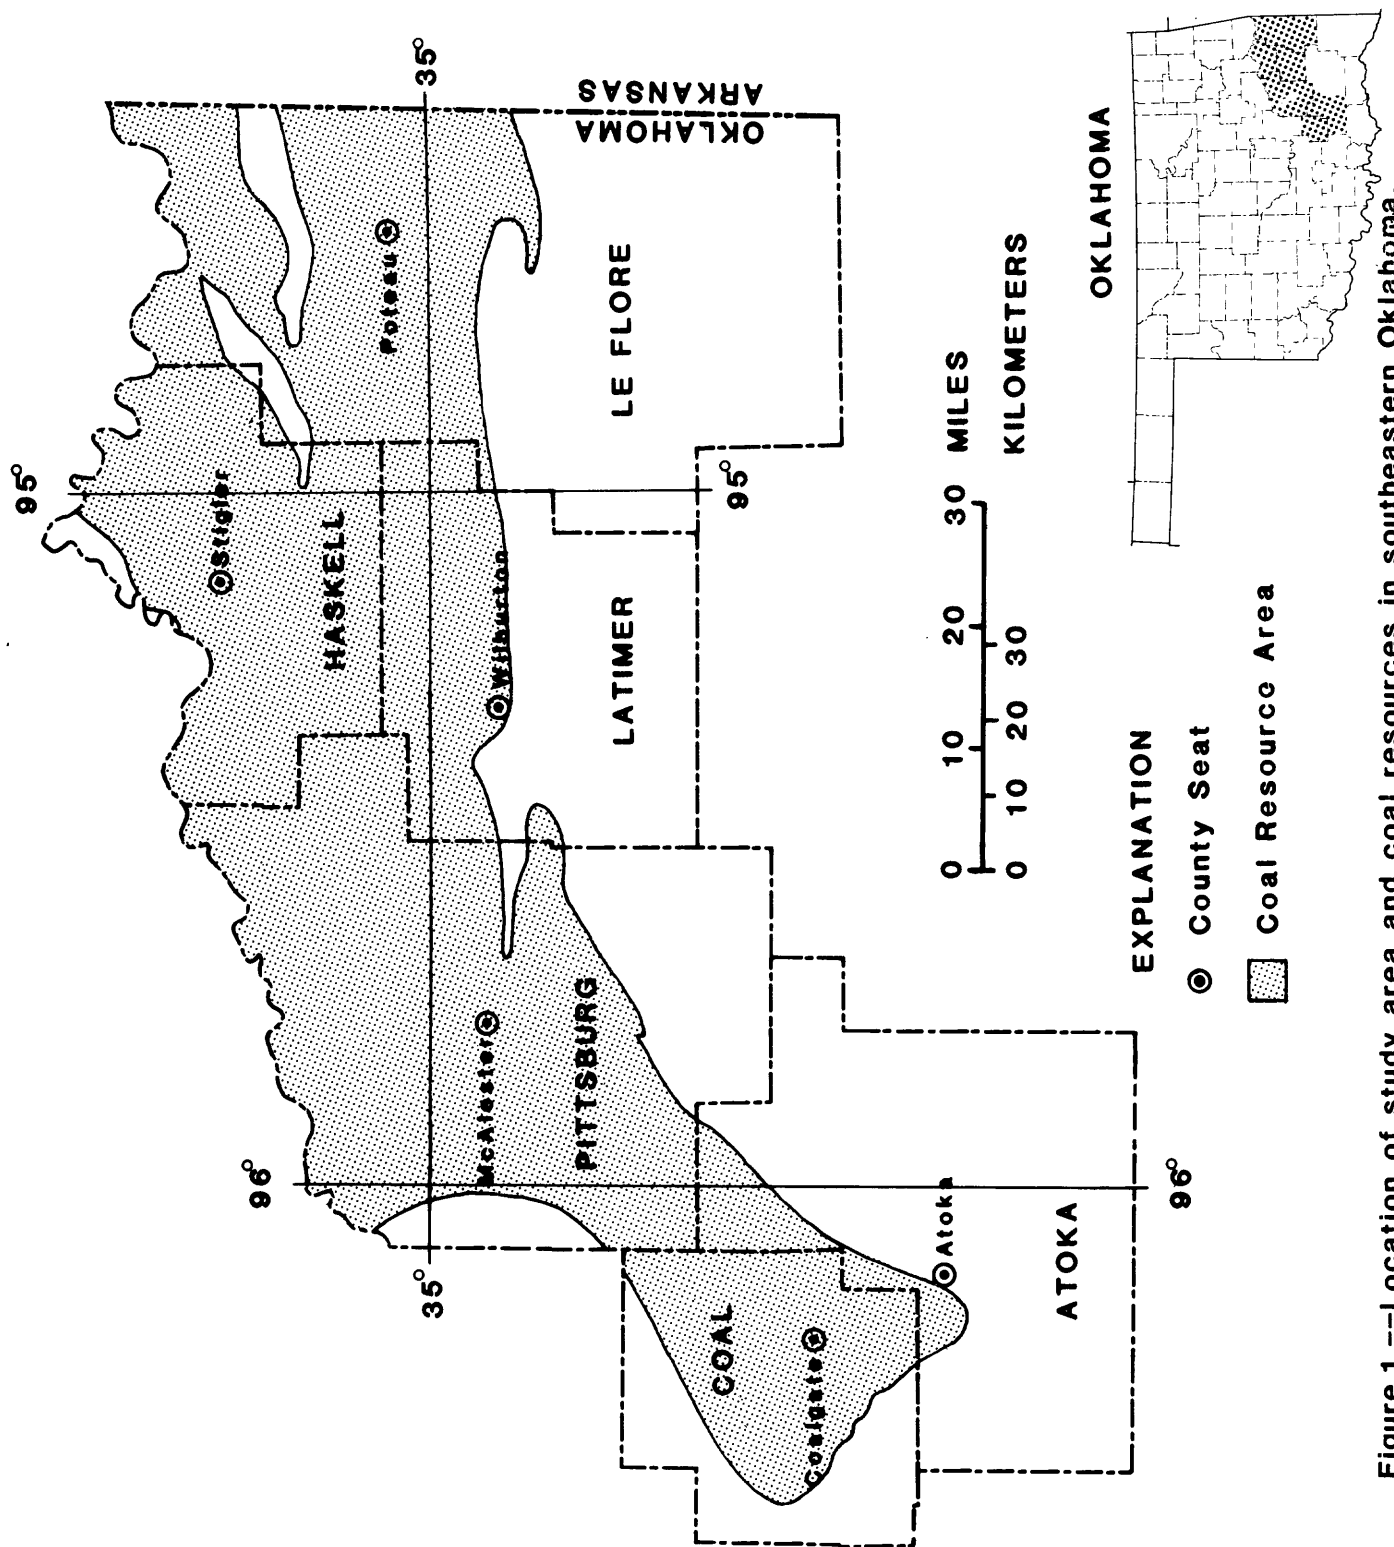 95°
96°
35°
35°
Stigler
HASKELL
Poteau
McAlester
Wilburton
PITTSBURG
LATIMER
LE FLORE
OKLAHOMA
ARKANSAS
COAL
Coalgate
Atoka
ATOKA
95°
96°
0 10 20 30 MILES
0 10 20 30 KILOMETERS
EXPLANATION
County Seat
Coal Resource Area
OKLAHOMA
Figure 1.--Location of study area and coal resources in southeastern Oklahoma.